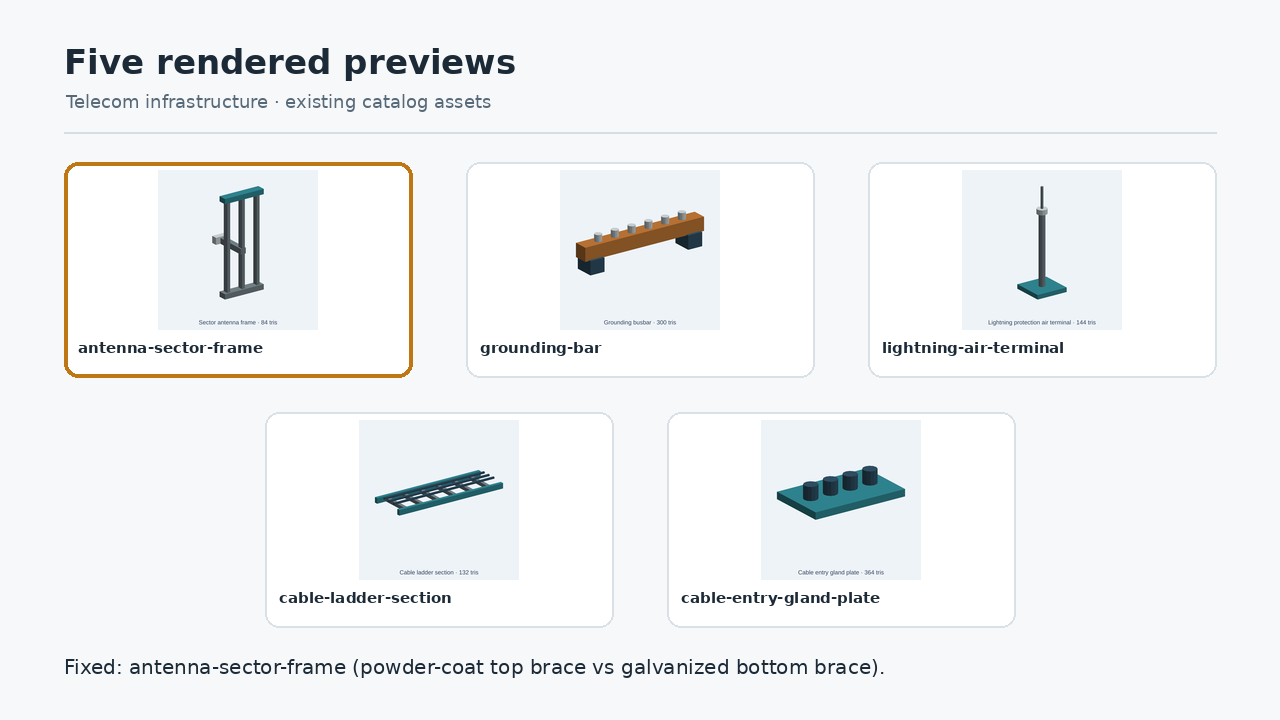 Five rendered previews
Telecom infrastructure · existing catalog assets
Sector antenna frame · 84 tris
antenna-sector-frame
Grounding busbar · 300 tris
grounding-bar
Lightning protection air terminal · 144 tris
lightning-air-terminal
Cable ladder section · 132 tris
cable-ladder-section
Cable entry gland plate · 364 tris
cable-entry-gland-plate
Fixed: antenna-sector-frame (powder-coat top brace vs galvanized bottom brace).